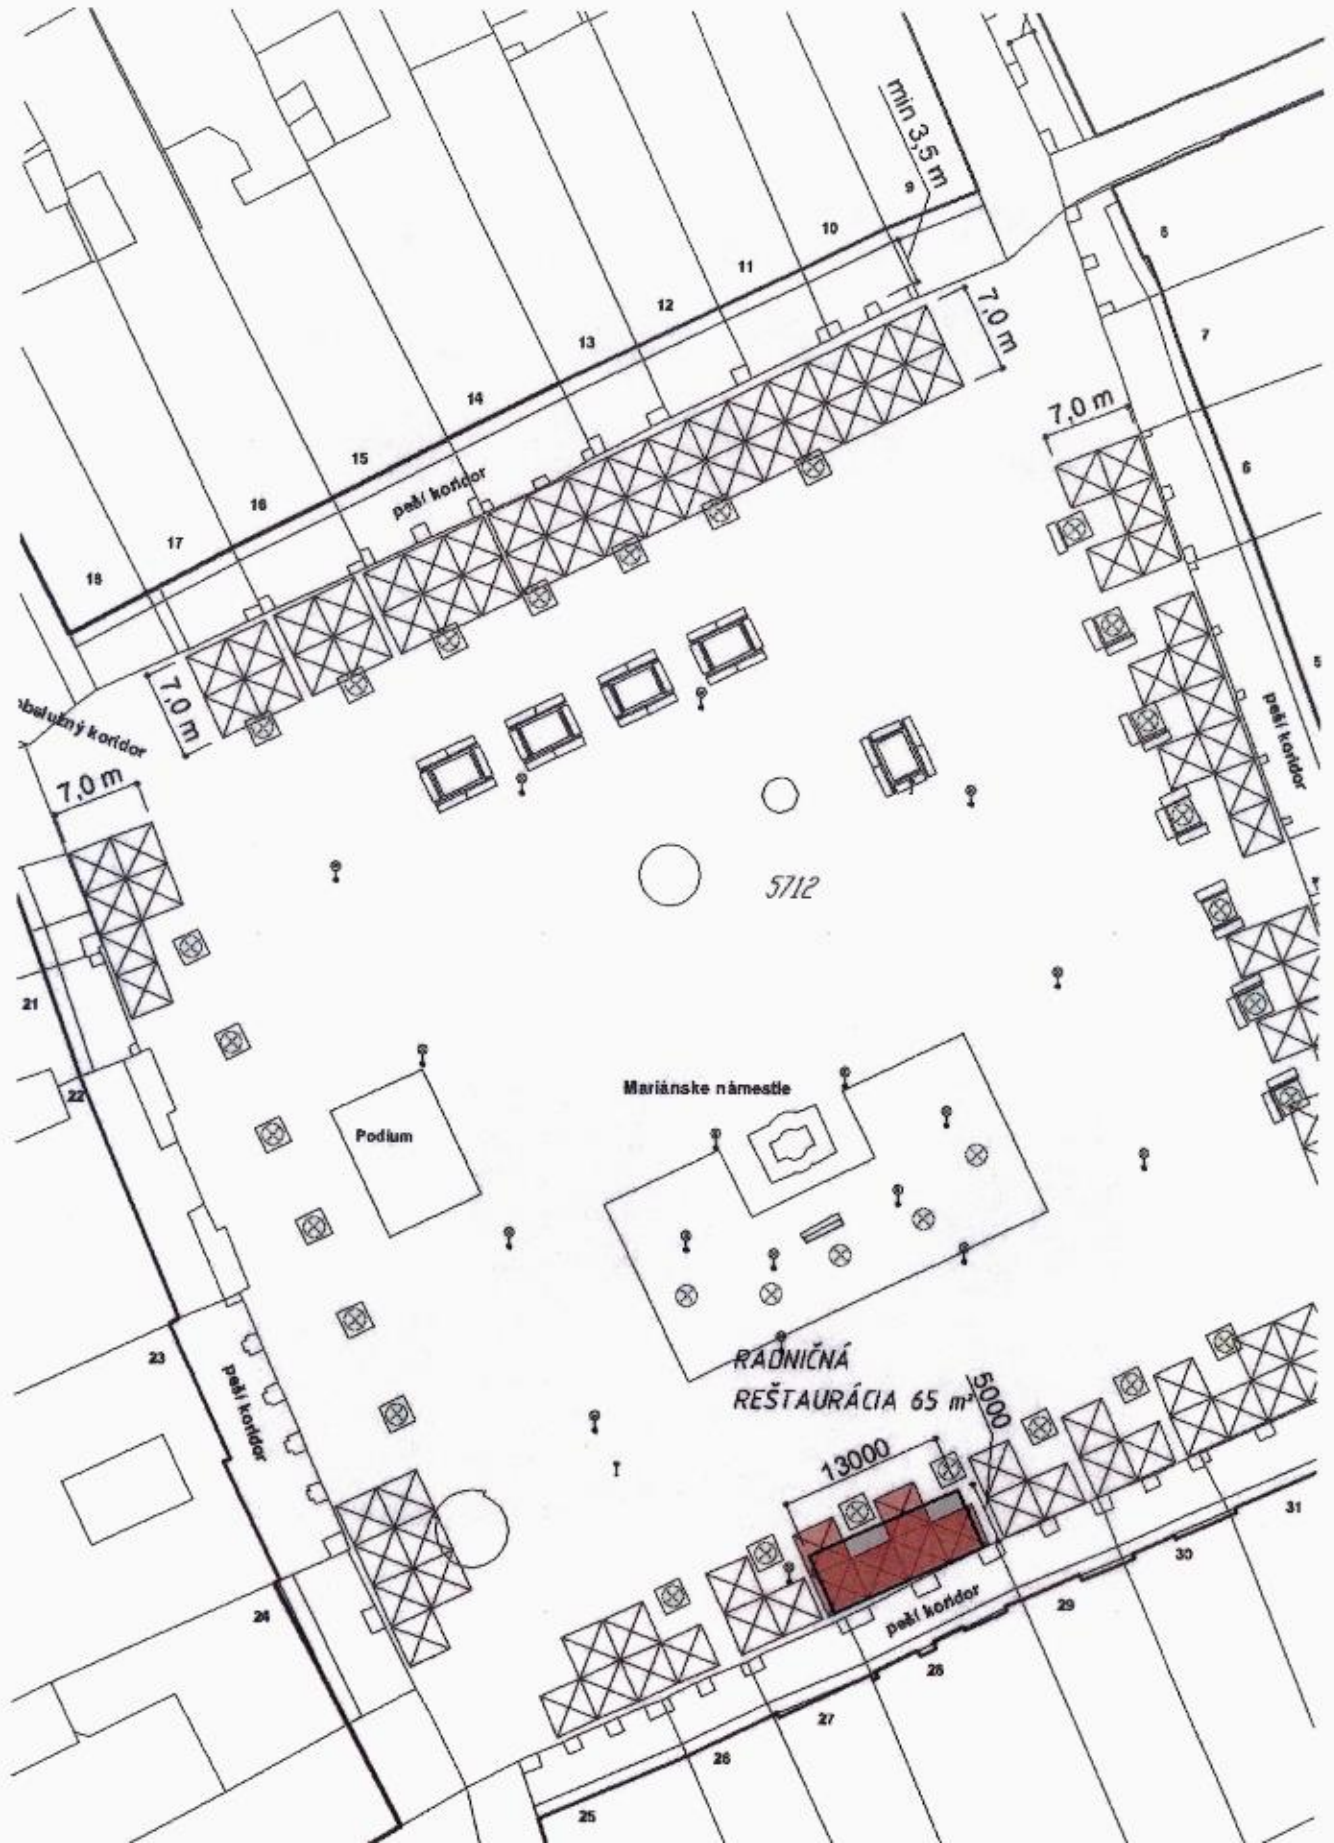 min 3,5 m
9
10
11
12
13
14
15
16
17
18
8
7
6
5
7,0 m
7,0 m
peší koridor
7,0 m
obslužný koridor
7,0 m
peší koridor
5712
21
22
Mariánske námestie
Podium
23
peší koridor
RADNIČNÁ
REŠTAURÁCIA 65 m²
5000
13000
24
peší koridor
31
30
29
28
27
26
25